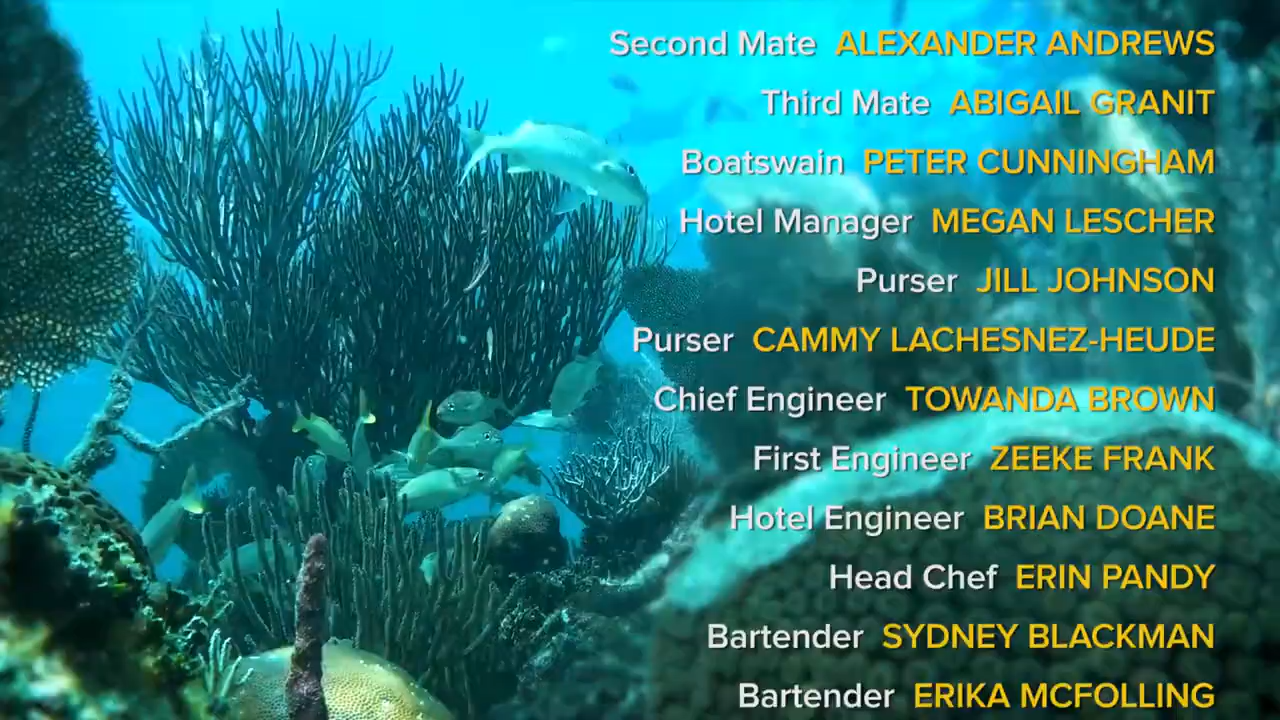 Second Mate ALEXANDER ANDREWS
Third Mate ABIGAIL GRANIT
Boatswain PETER CUNNINGHAM
Hotel Manager MEGAN LESCHER
Purser JILL JOHNSON
Purser CAMMY LACHESNEZ-HEUDE
Chief Engineer TOWANDA BROWN
First Engineer ZEEKE FRANK
Hotel Engineer BRIAN DOANE
Head Chef ERIN PANDY
Bartender SYDNEY BLACKMAN
Bartender ERIKA MCFOLLING